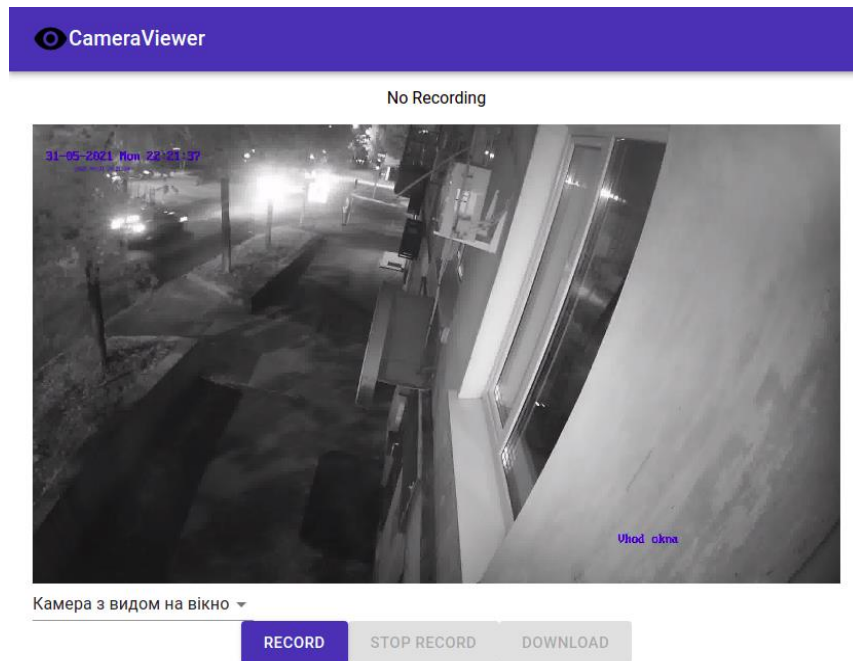 CameraViewer
No Recording
31-05-2021 Mon 22:21:37
Vhod okna
Камера з видом на вікно
RECORD STOP RECORD DOWNLOAD